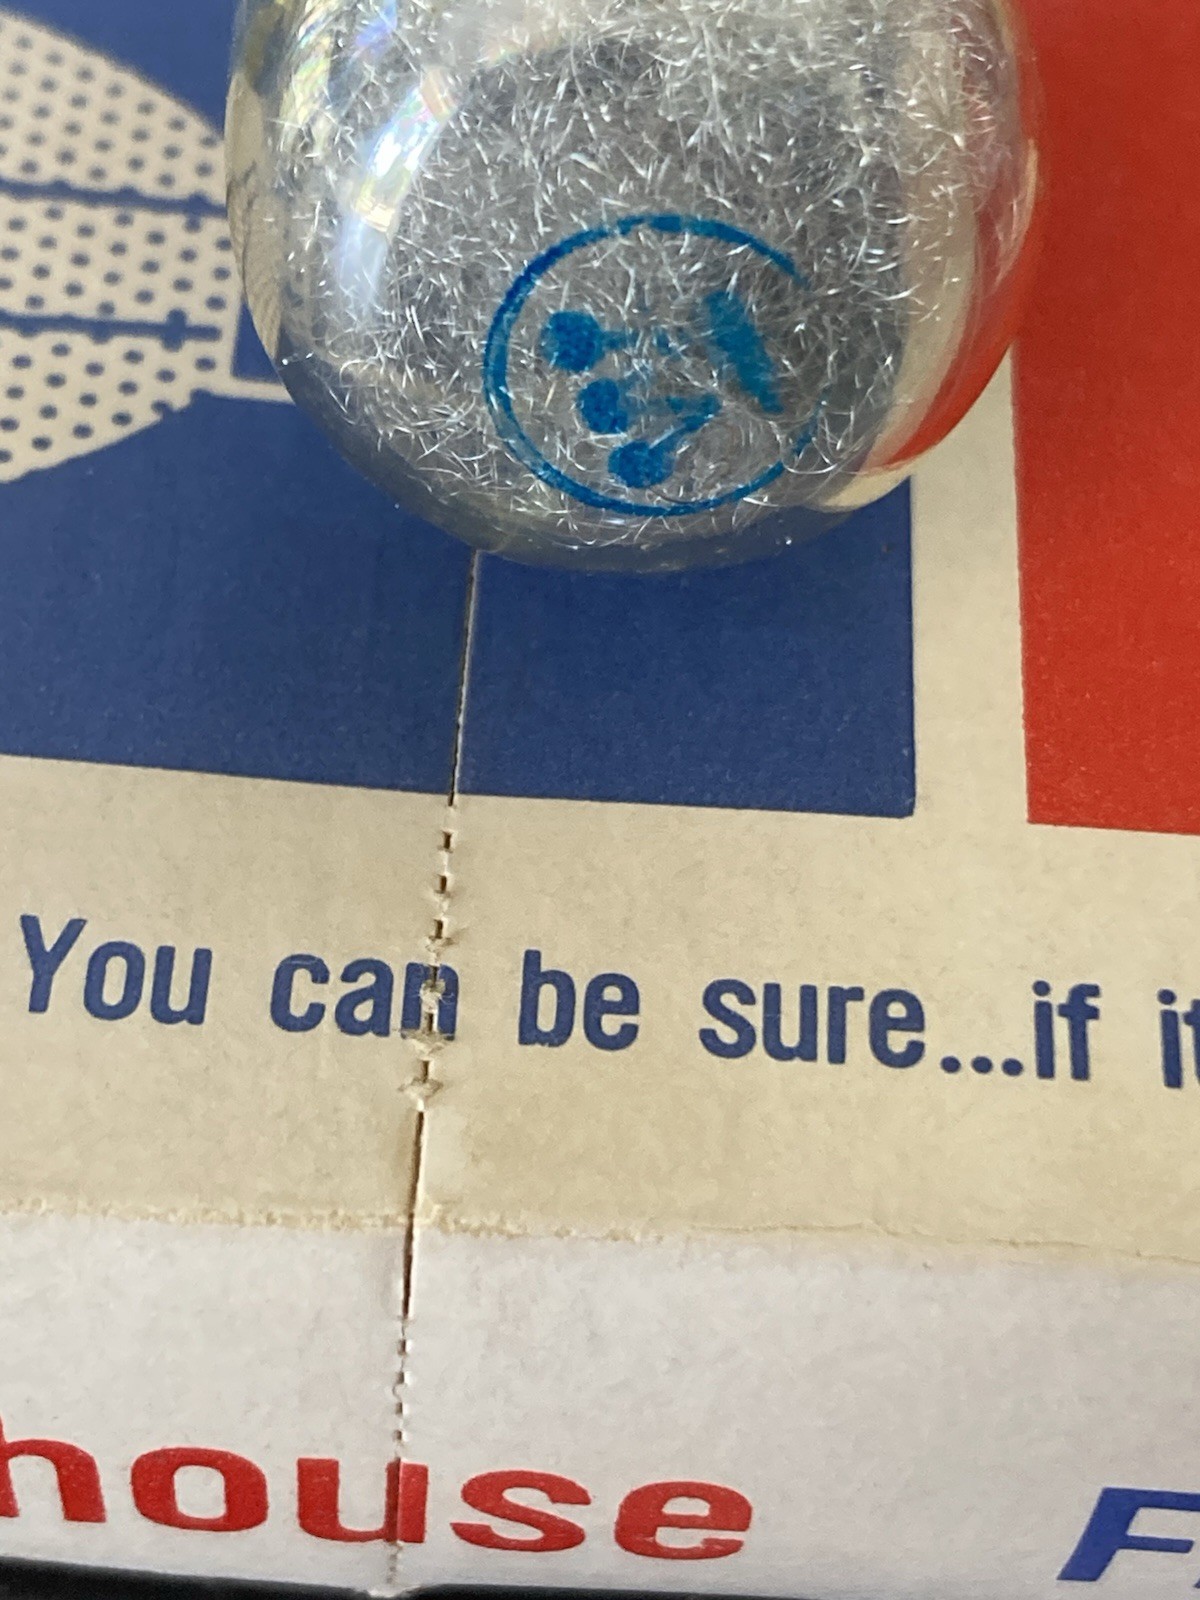 You can be sure...if it
house F